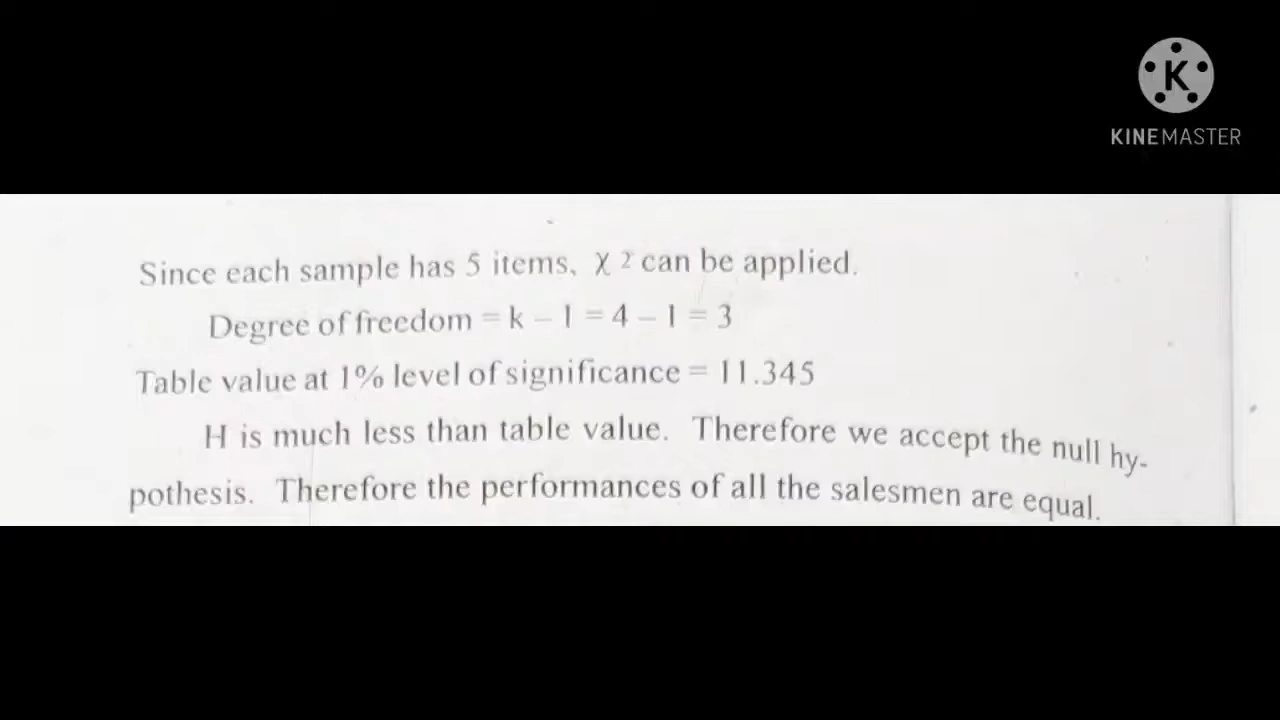 K
KINEMASTER
Since each sample has 5 items, χ 2 can be applied.
Degree of freedom = k – 1 = 4 – 1 = 3
Table value at 1% level of significance = 11.345
H is much less than table value. Therefore we accept the null hy-
pothesis. Therefore the performances of all the salesmen are equal.